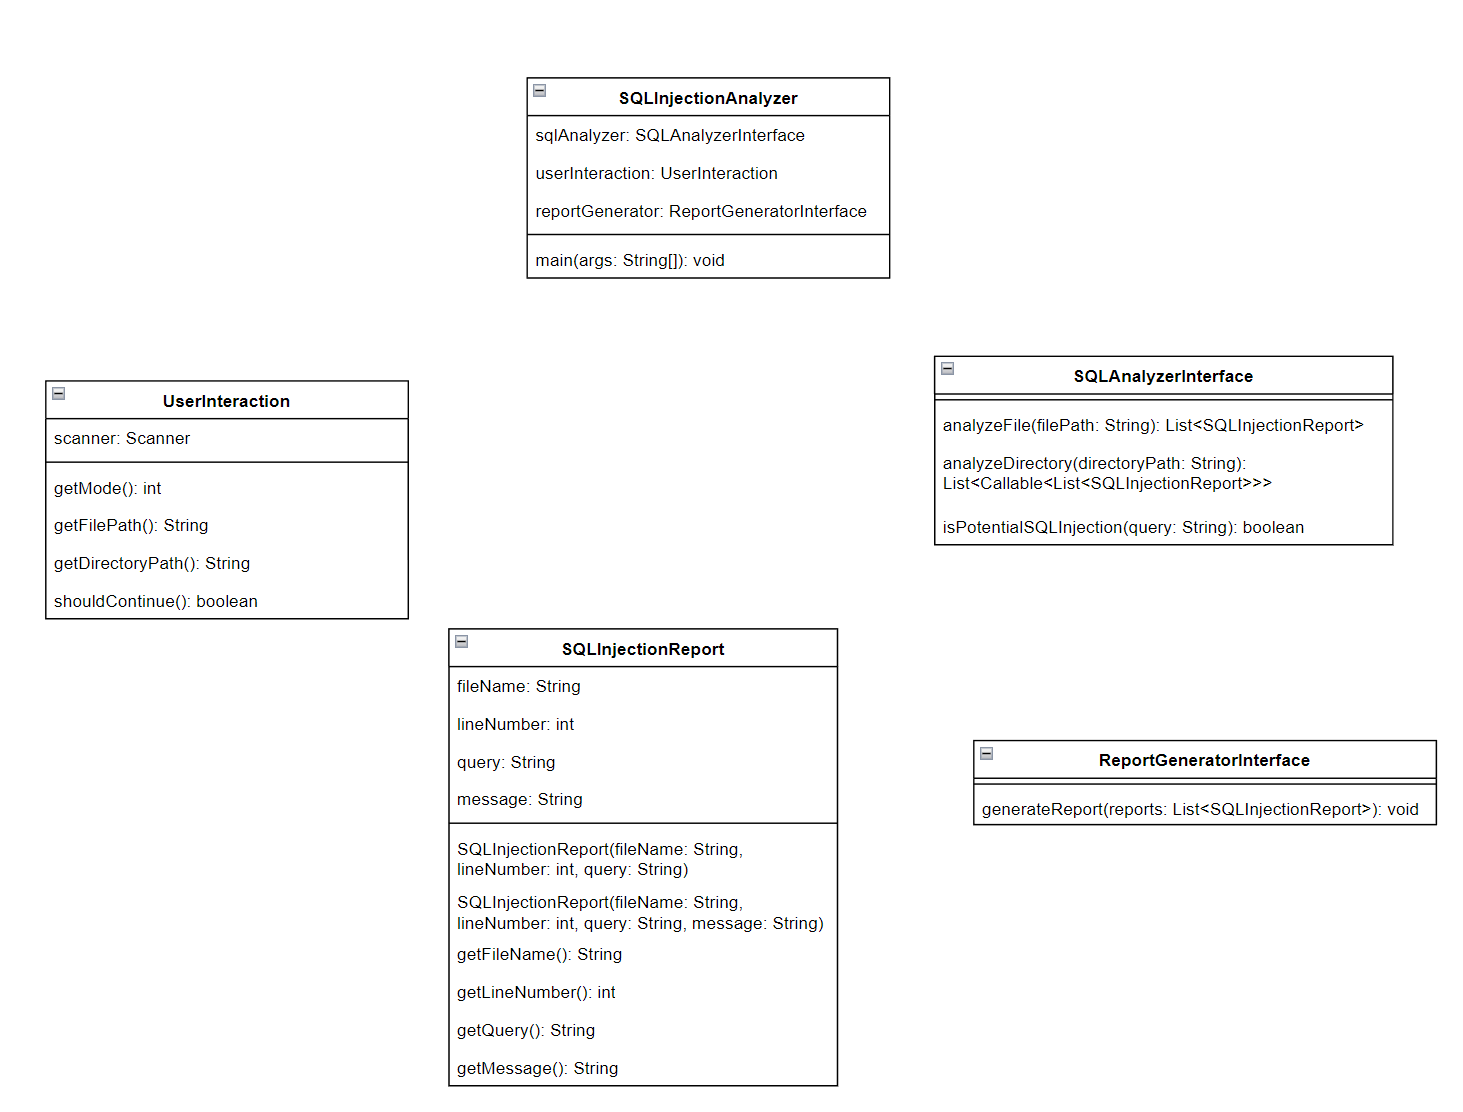 SQLInjectionAnalyzer
sqlAnalyzer: SQLAnalyzerInterface
userInteraction: UserInteraction
reportGenerator: ReportGeneratorInterface
main(args: String[]): void
UserInteraction
scanner: Scanner
getMode(): int
getFilePath(): String
getDirectoryPath(): String
shouldContinue(): boolean
SQLAnalyzerInterface
analyzeFile(filePath: String): List<SQLInjectionReport>
analyzeDirectory(directoryPath: String):
List<Callable<List<SQLInjectionReport>>>
isPotentialSQLInjection(query: String): boolean
SQLInjectionReport
fileName: String
lineNumber: int
query: String
message: String
SQLInjectionReport(fileName: String,
lineNumber: int, query: String)
SQLInjectionReport(fileName: String,
lineNumber: int, query: String, message: String)
getFileName(): String
getLineNumber(): int
getQuery(): String
getMessage(): String
ReportGeneratorInterface
generateReport(reports: List<SQLInjectionReport>): void